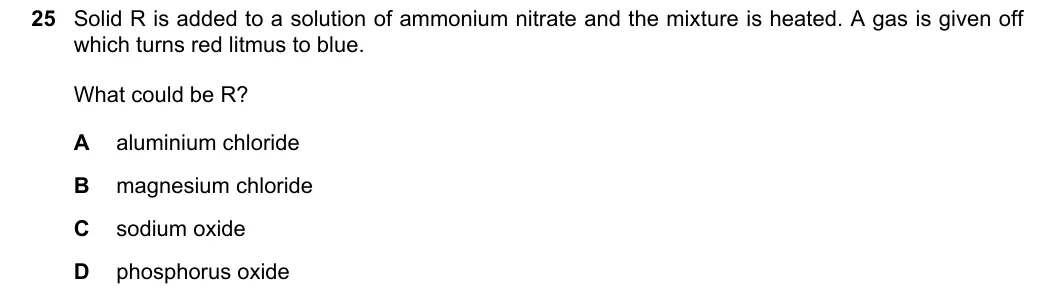 25 Solid R is added to a solution of ammonium nitrate and the mixture is heated. A gas is given off
which turns red litmus to blue.
What could be R?
A aluminium chloride
B magnesium chloride
C sodium oxide
D phosphorus oxide